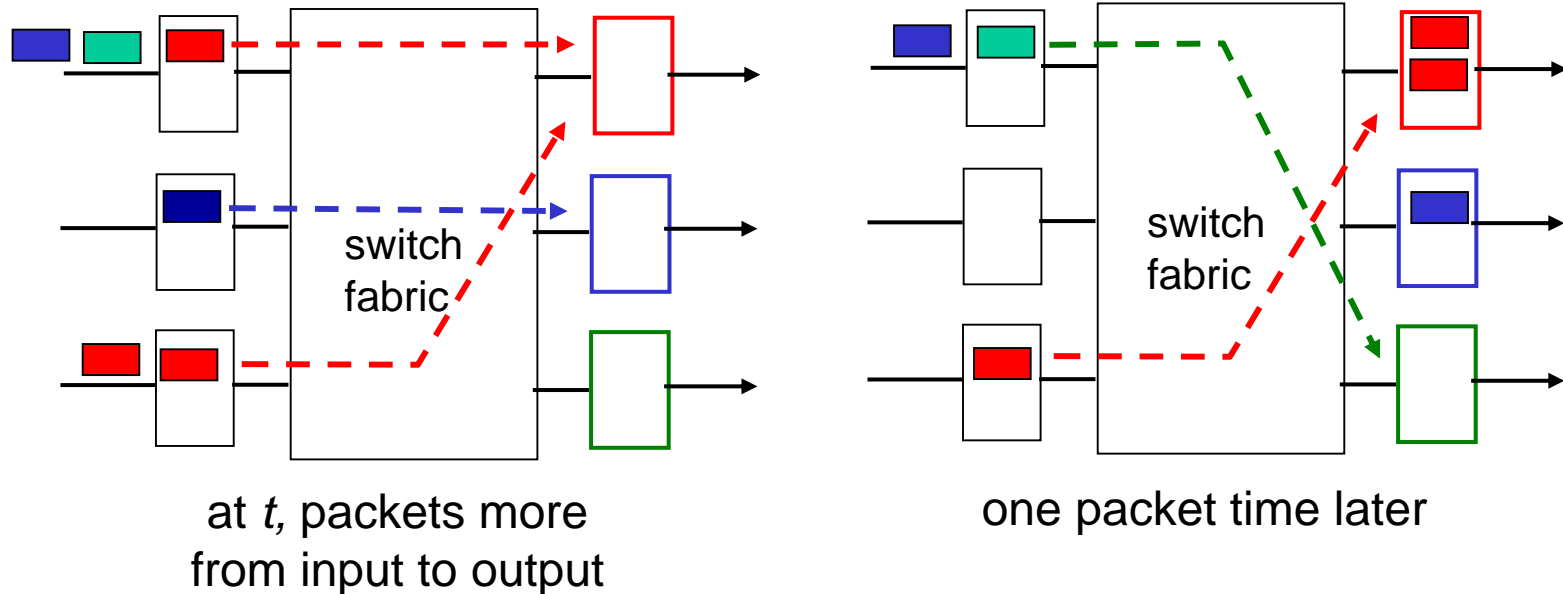 switch
fabric
at t, packets more
from input to output
switch
fabric
one packet time later